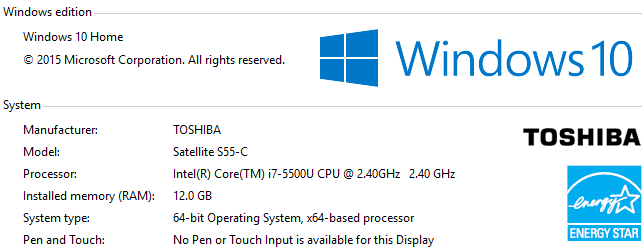 Windows edition
Windows 10 Home
© 2015 Microsoft Corporation. All rights reserved.
Windows 10
System
Manufacturer: TOSHIBA
Model: Satellite S55-C
Processor: Intel(R) Core(TM) i7-5500U CPU @ 2.40GHz 2.40 GHz
Installed memory (RAM): 12.0 GB
System type: 64-bit Operating System, x64-based processor
Pen and Touch: No Pen or Touch Input is available for this Display
TOSHIBA
energy
ENERGY STAR